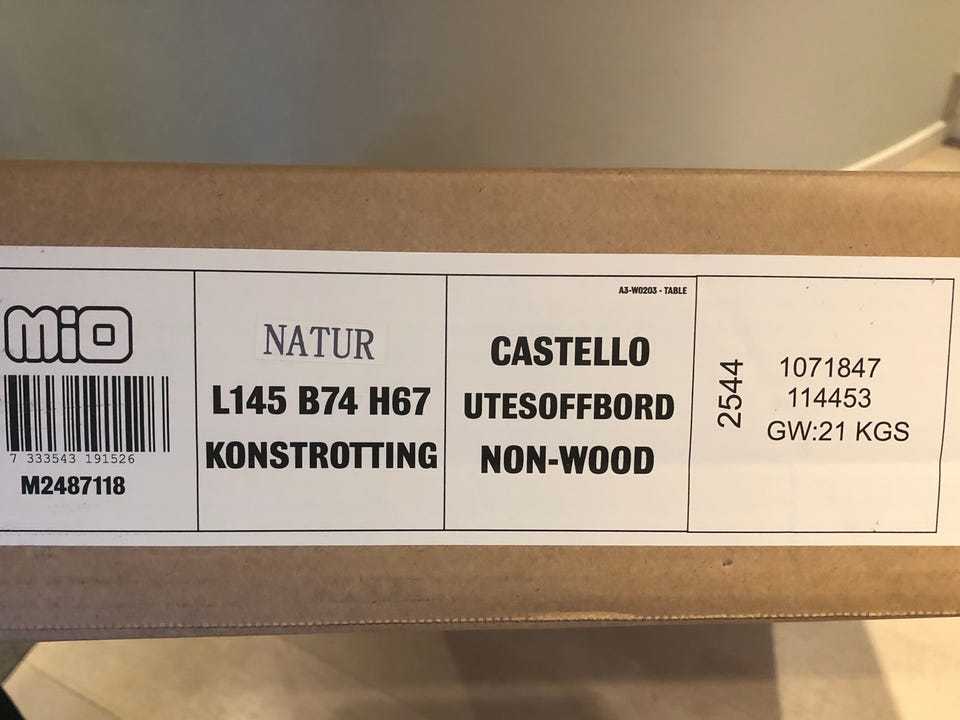 mio
7 333543 191526
M2487118
NATUR
L145 B74 H67
KONSTROTTING
A3-W0203 - TABLE
CASTELLO
UTESOFFBORD
NON-WOOD
2544
1071847
114453
GW:21 KGS